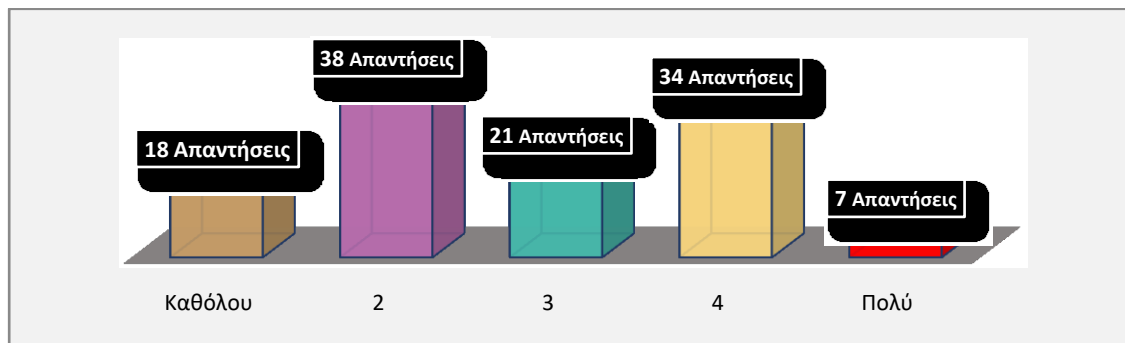 38 Απαντήσεις
34 Απαντήσεις
21 Απαντήσεις
18 Απαντήσεις
7 Απαντήσεις
Καθόλου 2 3 4 Πολύ